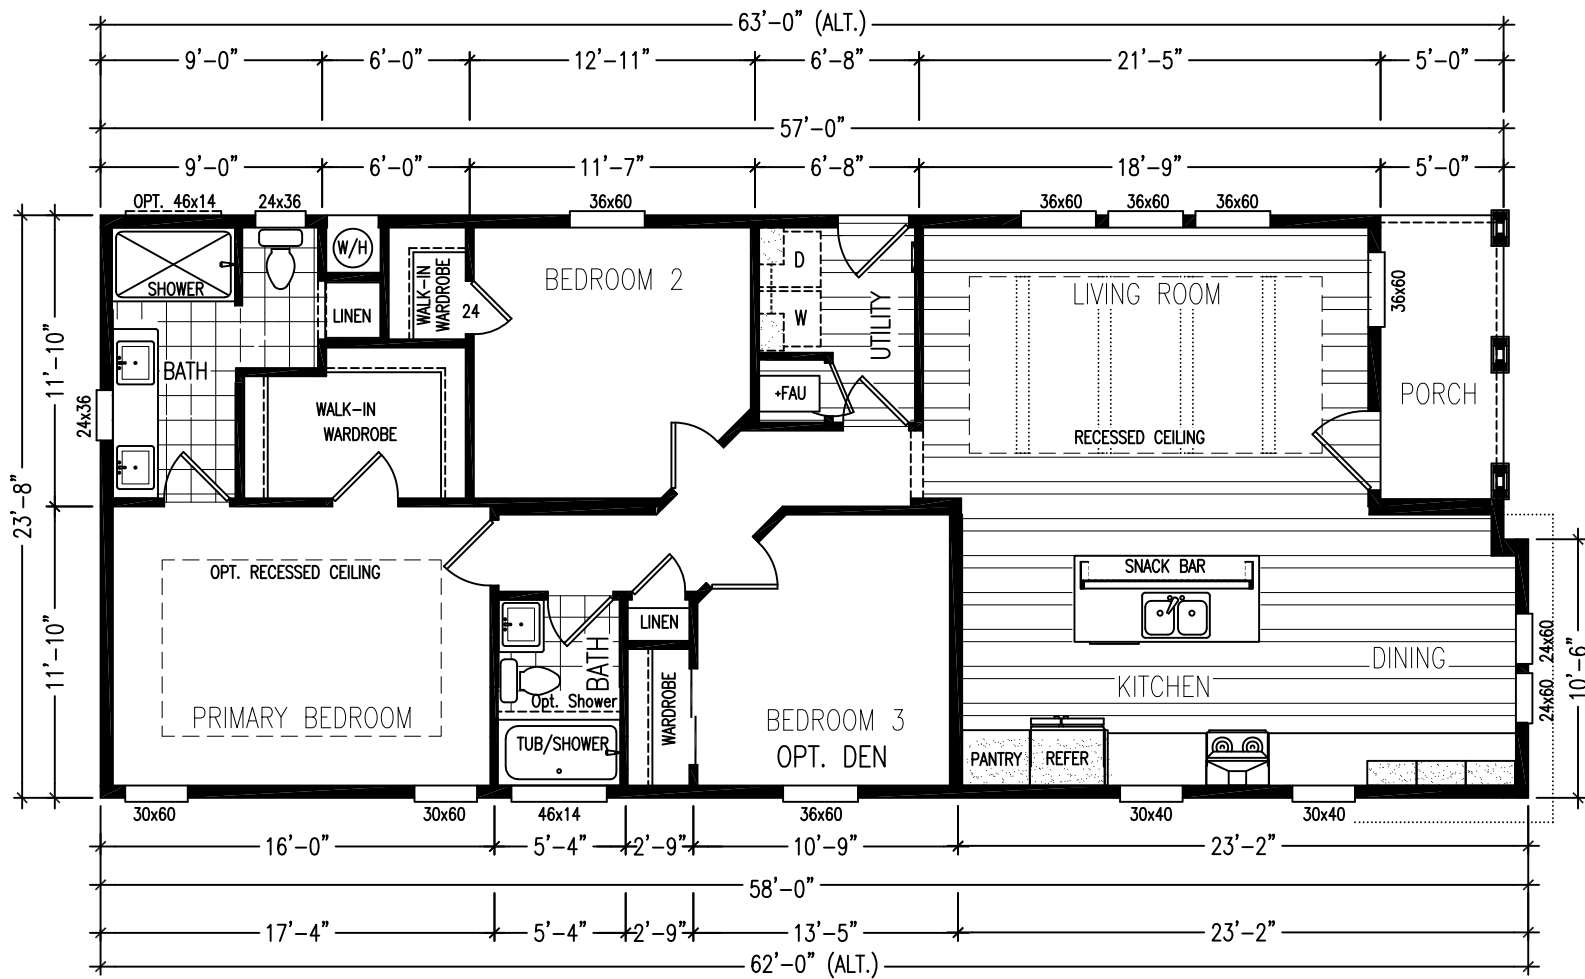 63'-0" (ALT.)
9'-0" 6'-0" 12'-11" 6'-8" 21'-5" 5'-0"
57'-0"
9'-0" 6'-0" 11'-7" 6'-8" 18'-9" 5'-0"
OPT. 46x14 24x36 36x60 36x60 36x60 36x60
W/H
D
SHOWER
WALK-IN
WARDROBE
24
BEDROOM 2
LIVING ROOM
36x60
LINEN
W
UTILITY
11'-10"
BATH
+FAU
PORCH
24x36
WALK-IN
WARDROBE
RECESSED CEILING
23'-8"
OPT. RECESSED CEILING
SNACK BAR
LINEN
11'-10"
BATH
24x60
DINING
10'-6"
KITCHEN
24x60
Opt. Shower
WARDROBE
PRIMARY BEDROOM
BEDROOM 3
OPT. DEN
TUB/SHOWER
PANTRY REFER
30x60 30x60 46x14 36x60 30x40 30x40
16'-0" 5'-4" 2'-9" 10'-9" 23'-2"
58'-0"
17'-4" 5'-4" 2'-9" 13'-5" 23'-2"
62'-0" (ALT.)